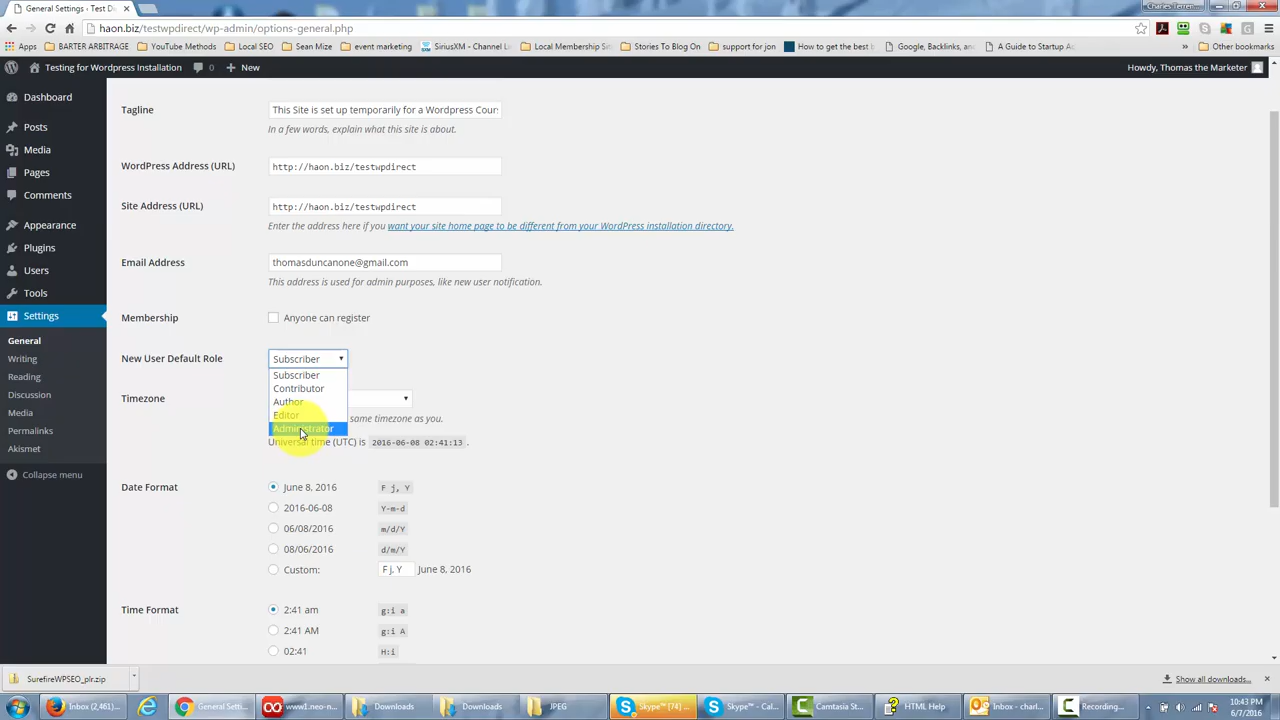 General Settings ‹ Test D
Charles Terren
haon.biz/testwpdirect/wp-admin/options-general.php
Apps
BARTER ARBITRAGE
YouTube Methods
Local SEO
Sean Mize
event marketing
SiriusXM - Channel L
Local Membership Sit
Stories To Blog On
support for jon
How to get the best
Google, Backlinks, and
A Guide to Startup Ac
»
Other bookmarks
Testing for Wordpress Installation
0
+ New
Howdy, Thomas the Marketer
Dashboard
Posts
Media
Pages
Comments
Appearance
Plugins
Users
Tools
Settings
General
Writing
Reading
Discussion
Media
Permalinks
Akismet
Collapse menu
Tagline
This Site is set up temporarily for a Wordpress Cours
In a few words, explain what this site is about.
WordPress Address (URL)
http://haon.biz/testwpdirect
Site Address (URL)
http://haon.biz/testwpdirect
Enter the address here if you want your site home page to be different from your WordPress installation directory.
Email Address
thomasduncanone@gmail.com
This address is used for admin purposes, like new user notification.
Membership
Anyone can register
New User Default Role
Subscriber
Subscriber
Contributor
Author
Editor
Administrator
Timezone
same timezone as you.
Universal time (UTC) is 2016-06-08 02:41:13 .
Date Format
June 8, 2016 F j, Y
2016-06-08 Y-m-d
06/08/2016 m/d/Y
08/06/2016 d/m/Y
Custom: F j, Y June 8, 2016
Time Format
2:41 am g:i a
2:41 AM g:i A
02:41 H:i
SurefireWPSEO_plr.zip
Show all downloads...
Inbox (2,461)...
General Setti...
www1.neo-n...
Downloads
Downloads
JPEG
Skype™ [74] ...
Skype™ - Cal...
Camtasia St...
HTML Help
Inbox - charl...
Recording...
10:43 PM
6/7/2016